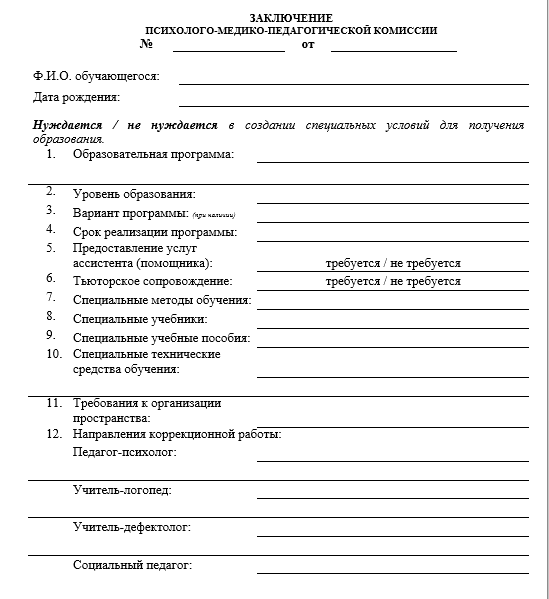 ЗАКЛЮЧЕНИЕ
ПСИХОЛОГО-МЕДИКО-ПЕДАГОГИЧЕСКОЙ КОМИССИИ
№ от
Ф.И.О. обучающегося:
Дата рождения:
Нуждается / не нуждается в создании специальных условий для получения
образования.
1. Образовательная программа:
2. Уровень образования:
3. Вариант программы: (при наличии)
4. Срок реализации программы:
5. Предоставление услуг
ассистента (помощника): требуется / не требуется
6. Тьюторское сопровождение: требуется / не требуется
7. Специальные методы обучения:
8. Специальные учебники:
9. Специальные учебные пособия:
10. Специальные технические
средства обучения:
11. Требования к организации
пространства:
12. Направления коррекционной работы:
Педагог-психолог:
Учитель-логопед:
Учитель-дефектолог:
Социальный педагог: